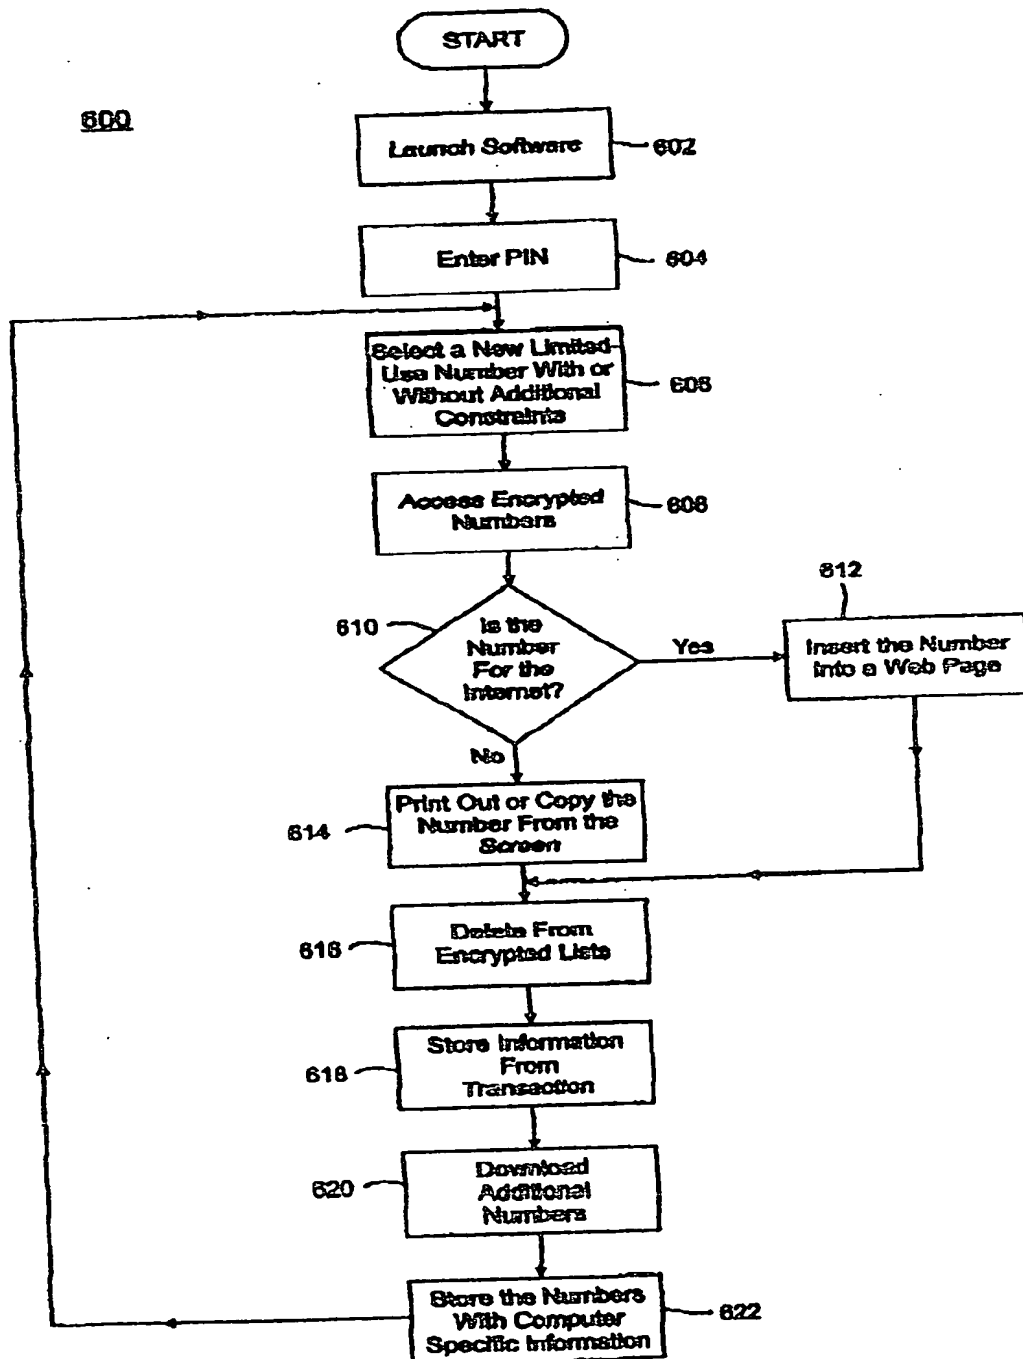 START
600
Launch Software
602
Enter PIN
604
Select a New Limited-
Use Number With or
Without Additional
Constraints
606
Access Encrypted
Numbers
608
610
Is the
Number
For the
Internet?
Yes
612
Insert the Number
Into a Web Page
No
Print Out or Copy the
Number From the
Screen
614
Delete From
Encrypted Lists
616
Store Information
From
Transaction
618
Download
Additional
Numbers
620
Store the Numbers
With Computer
Specific Information
622